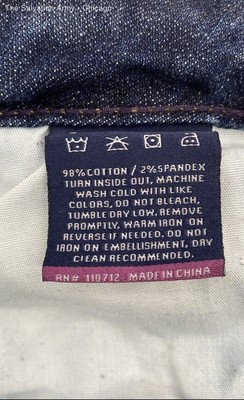 The Salvation Army - Chicago
98%COTTON / 2%SPANDEX
TURN INSIDE OUT, MACHINE
WASH COLD WITH LIKE
COLORS, DO NOT BLEACH,
TUMBLE DRY LOW, REMOVE
PROMPTLY, WARM IRON ON
REVERSE IF NEEDED. DO NOT
IRON ON EMBELLISHMENT, DRY
CLEAN RECOMMENDED.
RN# 110712 MADE IN CHINA